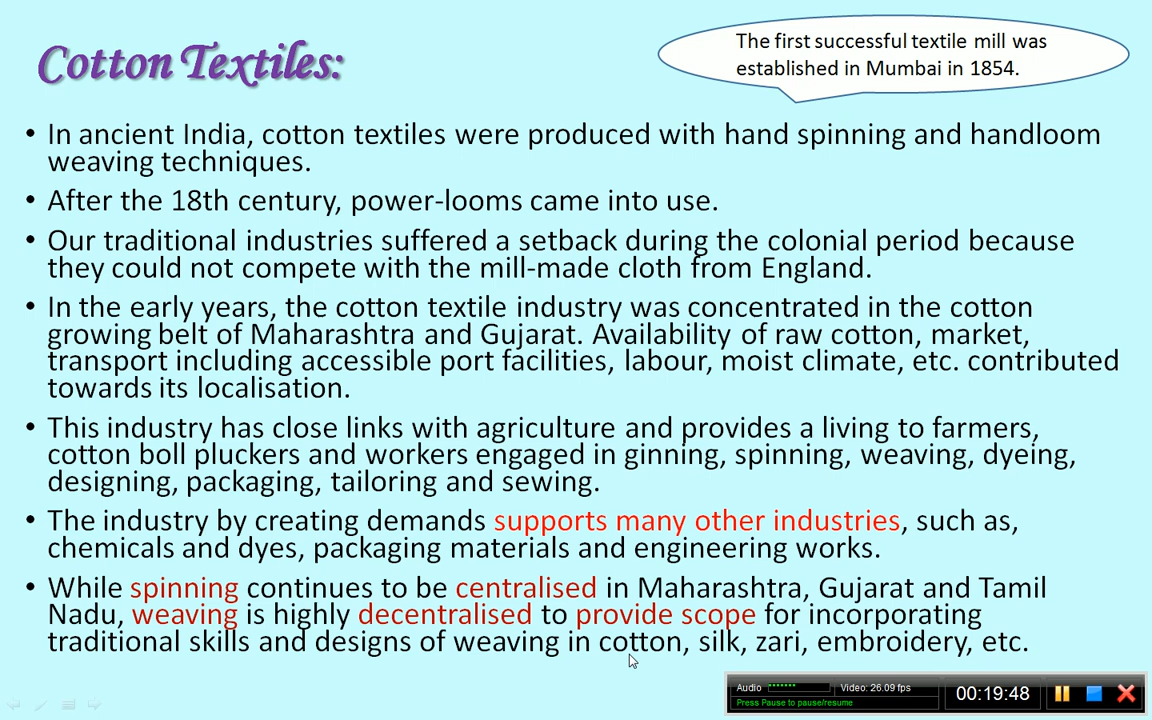 Cotton Textiles:
The first successful textile mill was
established in Mumbai in 1854.
• In ancient India, cotton textiles were produced with hand spinning and handloom
weaving techniques.
• After the 18th century, power-looms came into use.
• Our traditional industries suffered a setback during the colonial period because
they could not compete with the mill-made cloth from England.
• In the early years, the cotton textile industry was concentrated in the cotton
growing belt of Maharashtra and Gujarat. Availability of raw cotton, market,
transport including accessible port facilities, labour, moist climate, etc. contributed
towards its localisation.
• This industry has close links with agriculture and provides a living to farmers,
cotton boll pluckers and workers engaged in ginning, spinning, weaving, dyeing,
designing, packaging, tailoring and sewing.
• The industry by creating demands supports many other industries, such as,
chemicals and dyes, packaging materials and engineering works.
• While spinning continues to be centralised in Maharashtra, Gujarat and Tamil
Nadu, weaving is highly decentralised to provide scope for incorporating
traditional skills and designs of weaving in cotton, silk, zari, embroidery, etc.
Audio Video: 26.09 fps
Press Pause to pause/resume
00:19:48